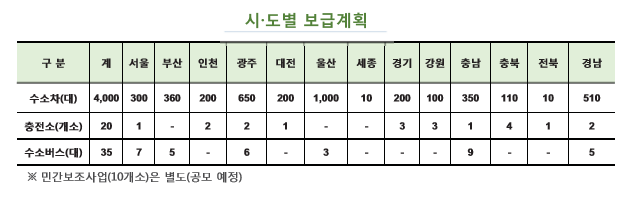 시·도별 보급계획
구 분 계 서울 부산 인천 광주 대전 울산 세종 경기 강원 충남 충북 전북 경남
수소차(대) 4,000 300 360 200 650 200 1,000 10 200 100 350 110 10 510
충전소(개소) 20 1 - 2 2 1 - - 3 3 1 4 1 2
수소버스(대) 35 7 5 - 6 - 3 - - - 9 - - 5
※ 민간보조사업(10개소)은 별도(공모 예정)